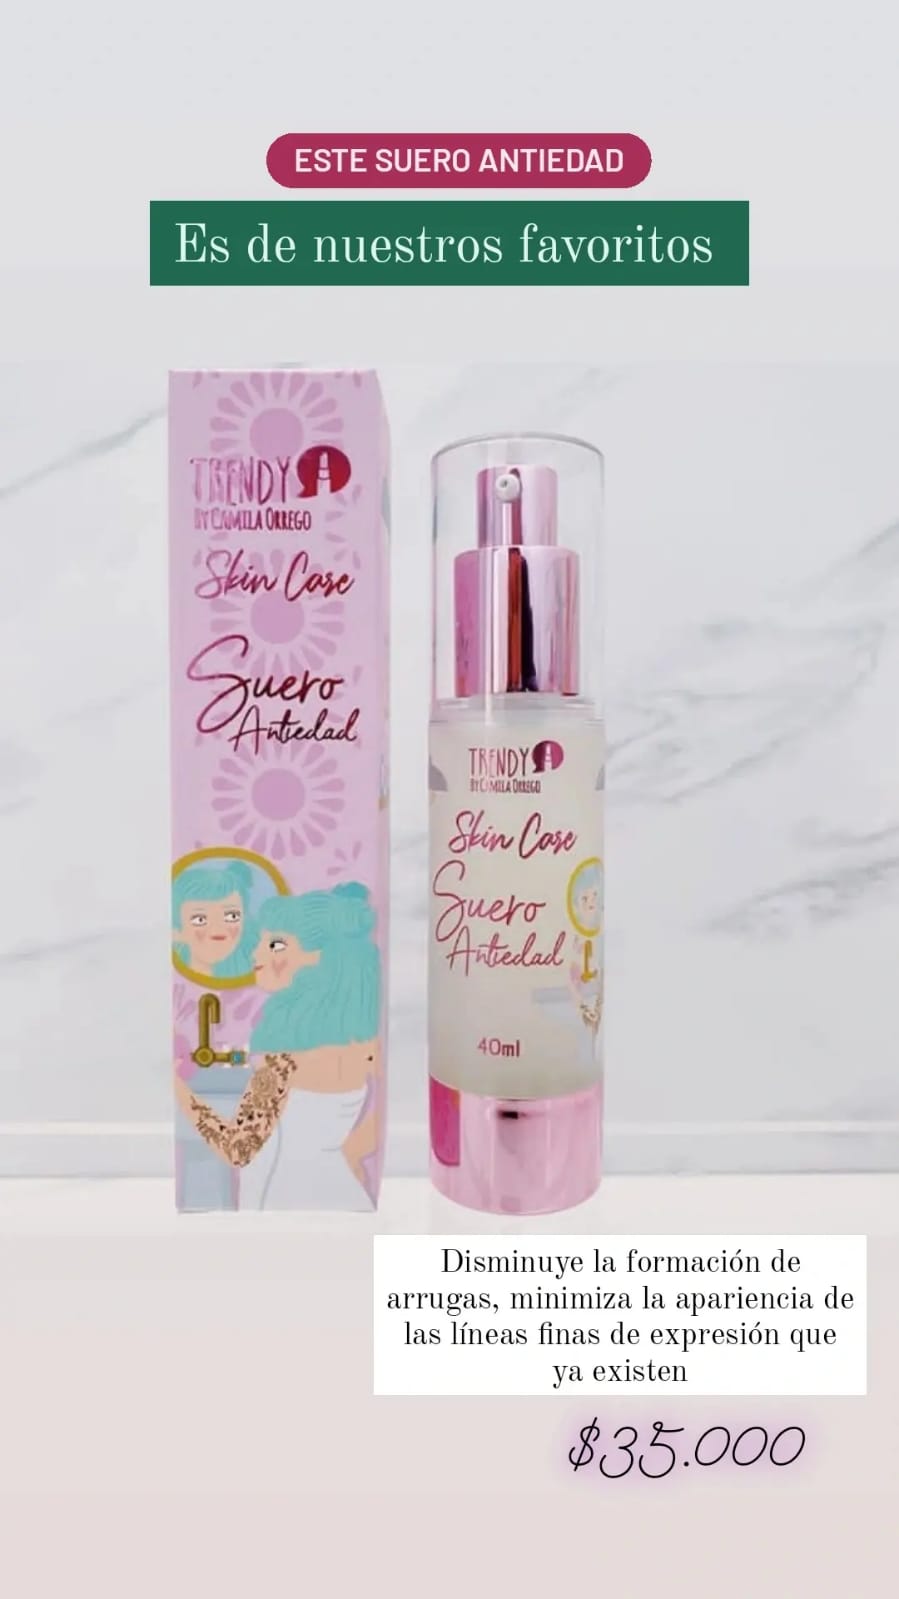 ESTE SUERO ANTIEDAD
Es de nuestros favoritos
TRENDY
BY CAMILA ORREGO
Skin Care
Suero
Antiedad
TRENDY
BY CAMILA ORREGO
Skin Care
Suero
Antiedad
40ml
Disminuye la formación de
arrugas, minimiza la apariencia de
las líneas finas de expresión que
ya existen
$35.000